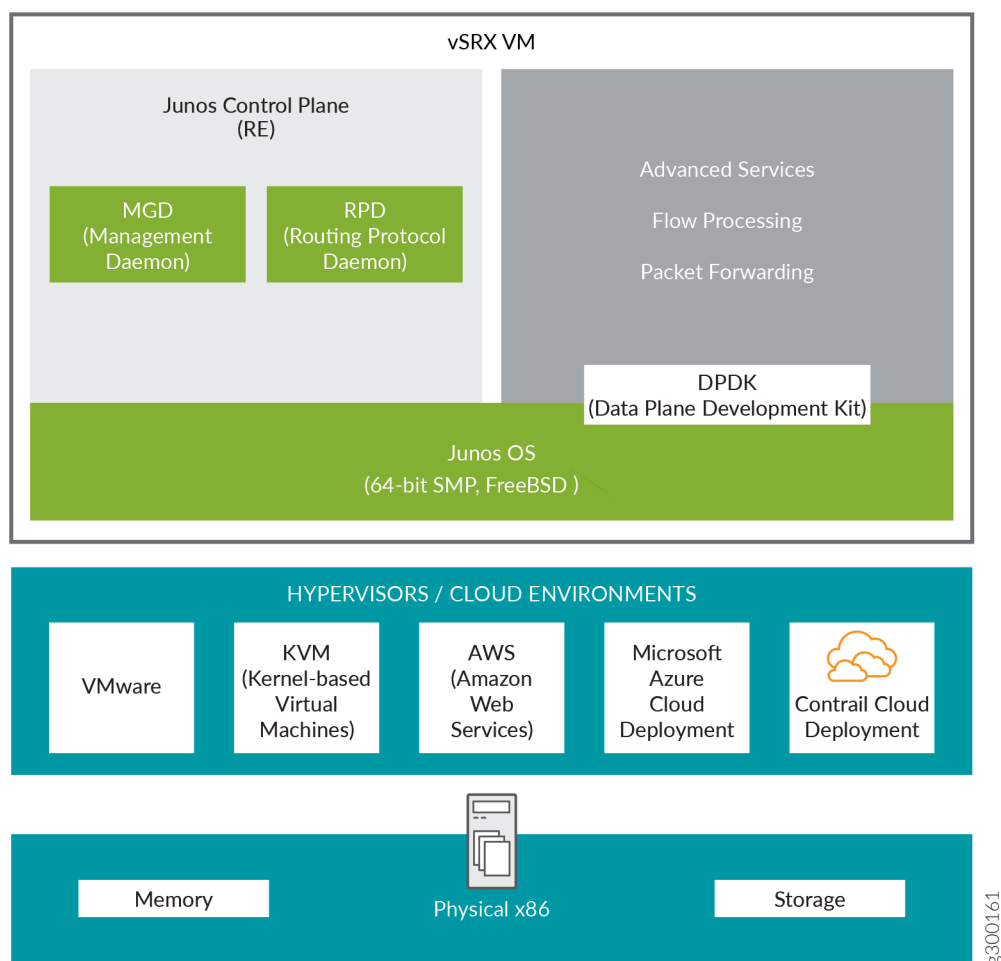 vSRX VM
Junos Control Plane
(RE)
MGD
(Management
Daemon)
RPD
(Routing Protocol
Daemon)
Advanced Services
Flow Processing
Packet Forwarding
DPDK
(Data Plane Development Kit)
Junos OS
(64-bit SMP, FreeBSD )
HYPERVISORS / CLOUD ENVIRONMENTS
VMware
KVM
(Kernel-based
Virtual
Machines)
AWS
(Amazon
Web
Services)
Microsoft
Azure
Cloud
Deployment
Contrail Cloud
Deployment
Memory
Physical x86
Storage
g300161